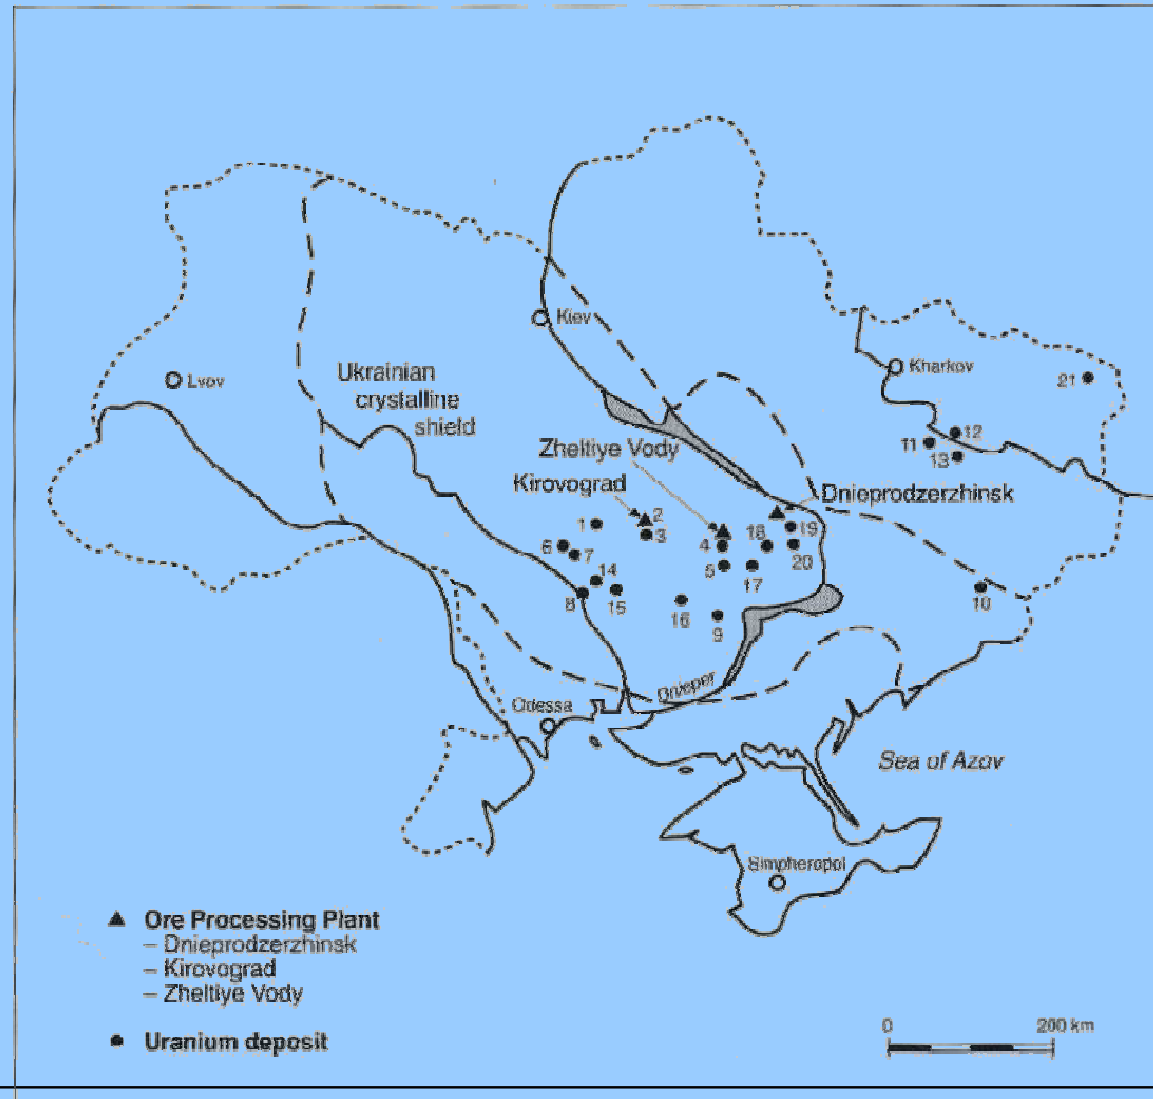 Kiev
Kharkov
Lvov
21
Ukrainian
crystalline
shield
12
11
13
Zheltiye Vody
Kirovograd
Dnieprodzerzhinsk
1
2
3
18
19
4
6
7
20
5
17
14
8
15
16
9
10
Dnieper
Odessa
Sea of Azov
Simpheropol
Ore Processing Plant
– Dnieprodzerzhinsk
– Kirovograd
– Zheltiye Vody
Uranium deposit
0
200 km